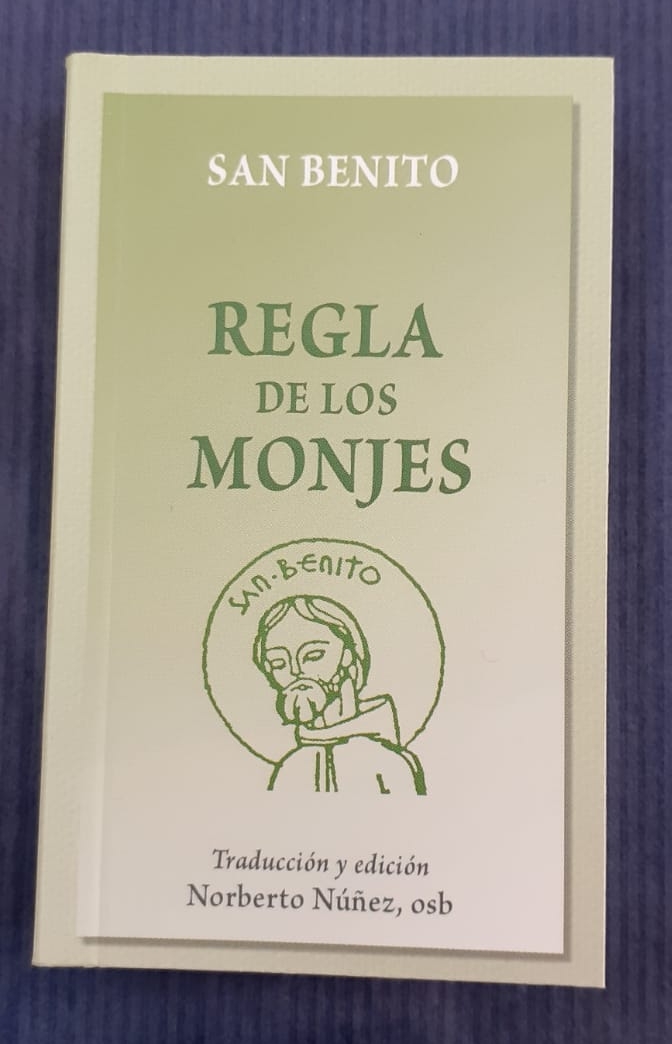 SAN BENITO
REGLA
DE LOS
MONJES
SAN·BENITO
Traducción y edición
Norberto Núñez, osb